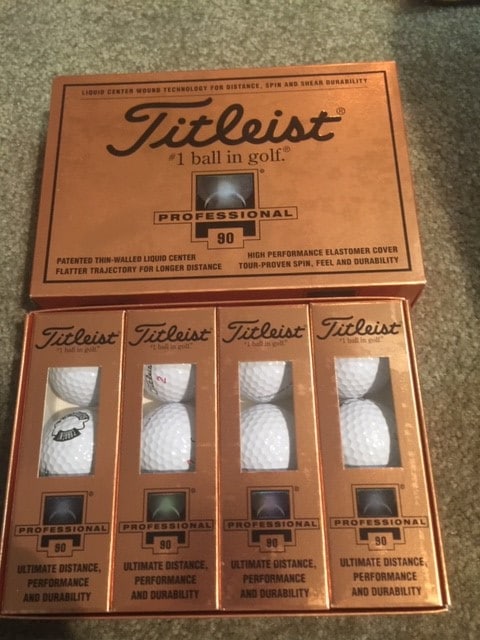 LIQUID CENTER WOUND TECHNOLOGY FOR DISTANCE, SPIN AND SHEAR DURABILITY
Titleist®
#1 ball in golf.®
PROFESSIONAL
90
PATENTED THIN-WALLED LIQUID CENTER
FLATTER TRAJECTORY FOR LONGER DISTANCE
HIGH PERFORMANCE ELASTOMER COVER
TOUR-PROVEN SPIN, FEEL AND DURABILITY
Titleist
#1 ball in golf.®
PROFESSIONAL
90
ULTIMATE DISTANCE,
PERFORMANCE
AND DURABILITY
Titleist
#1 ball in golf.®
2
PROFESSIONAL
90
ULTIMATE DISTANCE,
PERFORMANCE
AND DURABILITY
Titleist
#1 ball in golf.®
PROFESSIONAL
90
ULTIMATE DISTANCE,
PERFORMANCE
AND DURABILITY
Titleist
#1 ball in golf.®
PROFESSIONAL
90
ULTIMATE DISTANCE,
PERFORMANCE
AND DURABILITY